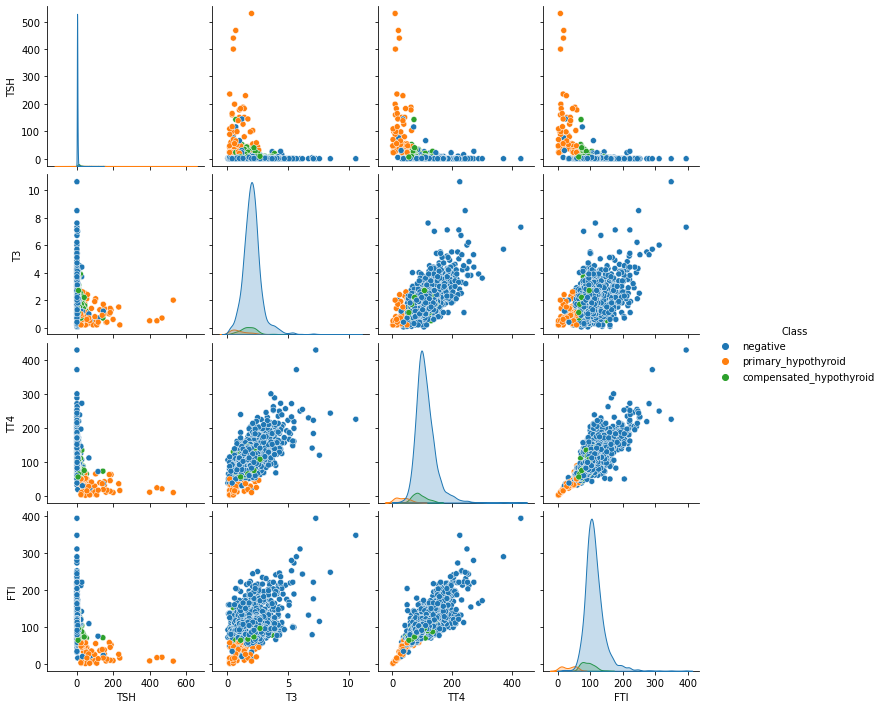 500
400
300
200
100
0
TSH
10
8
6
4
2
0
T3
400
300
200
100
0
TT4
400
300
200
100
0
FTI
0 200 400 600
TSH
0 5 10
T3
0 200 400
TT4
0 100 200 300 400
FTI
Class
negative
primary_hypothyroid
compensated_hypothyroid